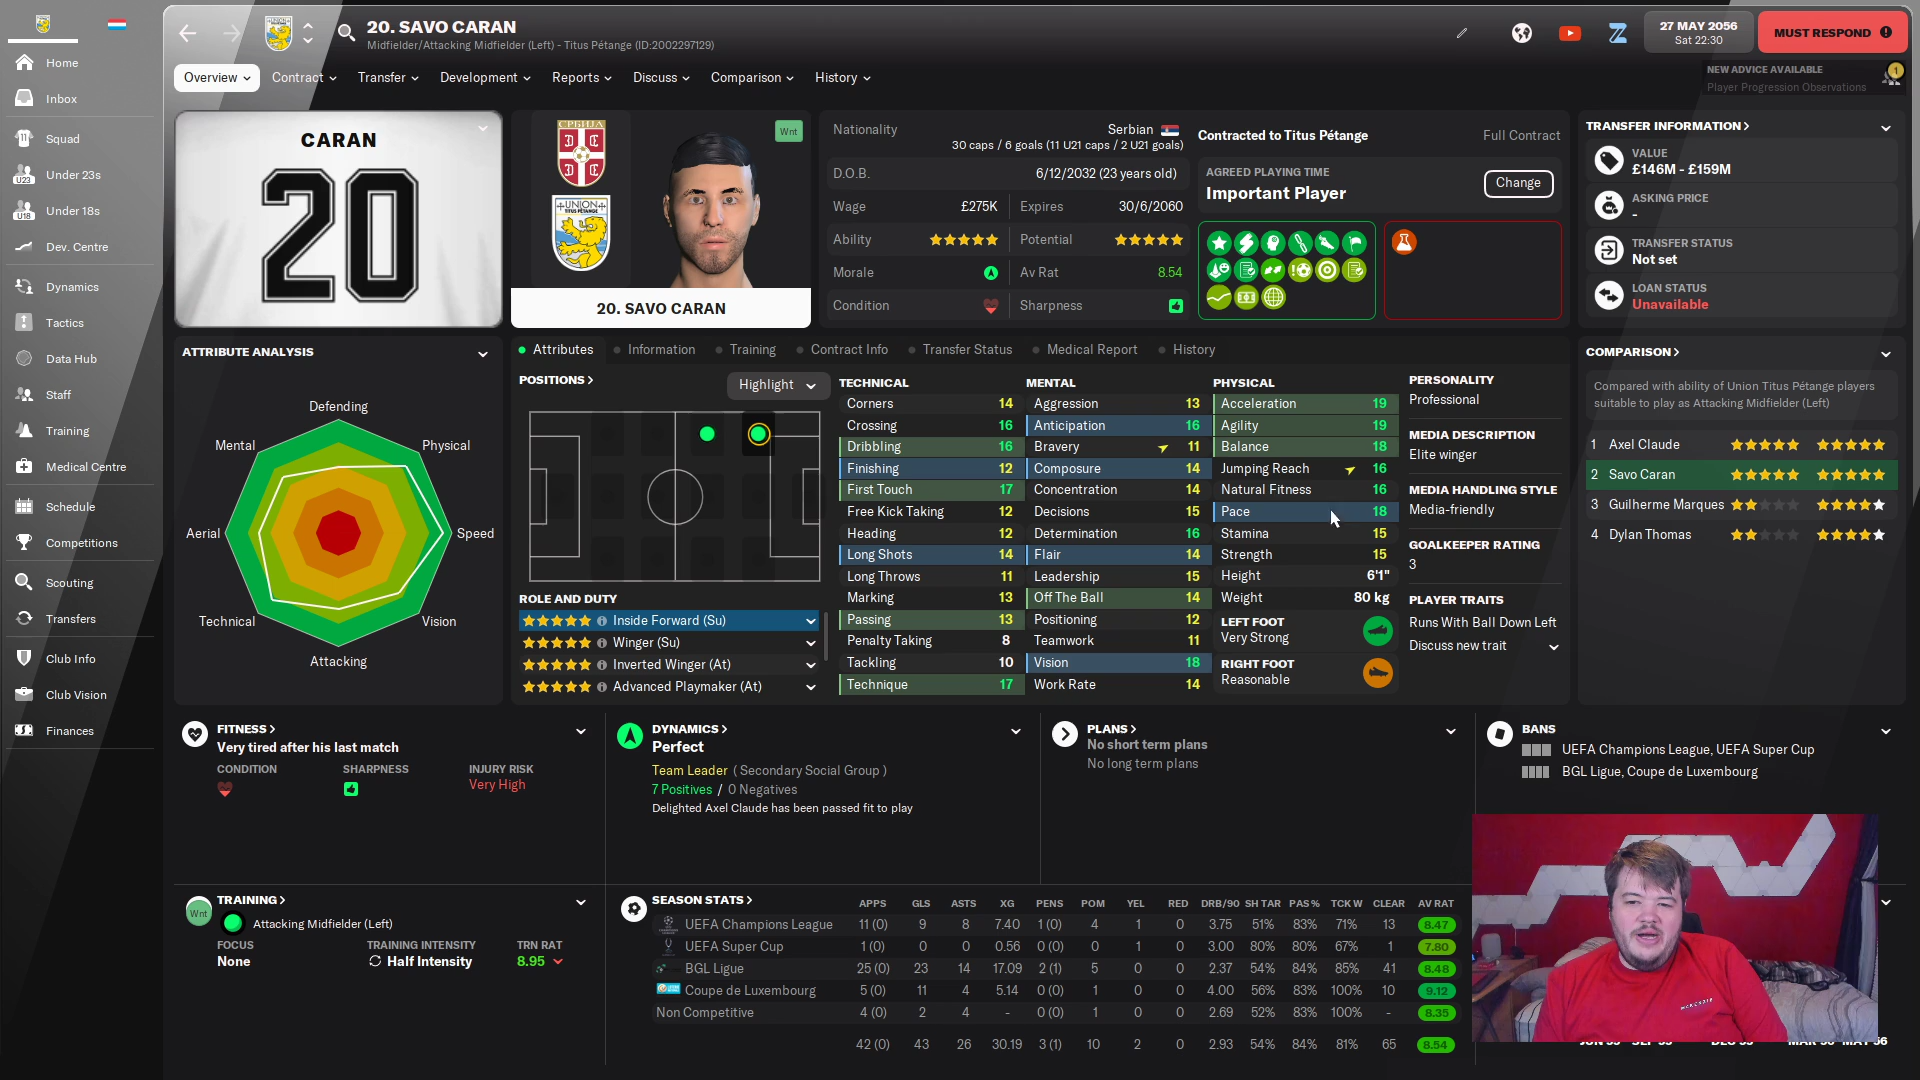 20. SAVO CARAN
Midfielder/Attacking Midfielder (Left) - Titus Pétange (ID:2002297129)
27 MAY 2056
Sat 22:30
MUST RESPOND
NEW ADVICE AVAILABLE
Player Progression Observations
1
Overview
Contract
Transfer
Development
Reports
Discuss
Comparison
History
Home
Inbox
Squad
U23
Under 23s
U18
Under 18s
Dev. Centre
Dynamics
Tactics
Data Hub
Staff
Training
Medical Centre
Schedule
Competitions
Scouting
Transfers
Club Info
Club Vision
Finances
CARAN
20
СРБИЈА
UNION
TITUS PÉTANGE
Wnt
20. SAVO CARAN
Nationality Serbian
30 caps / 6 goals (11 U21 caps / 2 U21 goals)
D.O.B. 6/12/2032 (23 years old)
Wage £275K Expires 30/6/2060
Ability Potential
Morale Av Rat 8.54
Condition Sharpness
Contracted to Titus Pétange Full Contract
AGREED PLAYING TIME
Important Player
Change
TRANSFER INFORMATION >
VALUE
£146M - £159M
ASKING PRICE
-
TRANSFER STATUS
Not set
LOAN STATUS
Unavailable
ATTRIBUTE ANALYSIS
Defending
Physical
Speed
Vision
Attacking
Technical
Aerial
Mental
Attributes
Information
Training
Contract Info
Transfer Status
Medical Report
History
POSITIONS >
Highlight
ROLE AND DUTY
Inside Forward (Su)
Winger (Su)
Inverted Winger (At)
Advanced Playmaker (At)
TECHNICAL
Corners 14
Crossing 16
Dribbling 16
Finishing 12
First Touch 17
Free Kick Taking 12
Heading 12
Long Shots 14
Long Throws 11
Marking 13
Passing 13
Penalty Taking 8
Tackling 10
Technique 17
MENTAL
Aggression 13
Anticipation 16
Bravery 11
Composure 14
Concentration 14
Decisions 15
Determination 16
Flair 14
Leadership 15
Off The Ball 14
Positioning 12
Teamwork 11
Vision 18
Work Rate 14
PHYSICAL
Acceleration 19
Agility 19
Balance 18
Jumping Reach 16
Natural Fitness 16
Pace 18
Stamina 15
Strength 15
Height 6'1"
Weight 80 kg
LEFT FOOT
Very Strong
RIGHT FOOT
Reasonable
PERSONALITY
Professional
MEDIA DESCRIPTION
Elite winger
MEDIA HANDLING STYLE
Media-friendly
GOALKEEPER RATING
3
PLAYER TRAITS
Runs With Ball Down Left
Discuss new trait
COMPARISON >
Compared with ability of Union Titus Pétange players
suitable to play as Attacking Midfielder (Left)
1 Axel Claude
2 Savo Caran
3 Guilherme Marques
4 Dylan Thomas
FITNESS >
Very tired after his last match
CONDITION SHARPNESS INJURY RISK
Very High
DYNAMICS >
Perfect
Team Leader ( Secondary Social Group )
7 Positives / 0 Negatives
Delighted Axel Claude has been passed fit to play
PLANS >
No short term plans
No long term plans
BANS
UEFA Champions League, UEFA Super Cup
BGL Ligue, Coupe de Luxembourg
TRAINING >
Wnt
Attacking Midfielder (Left)
FOCUS TRAINING INTENSITY TRN RAT
None Half Intensity 8.95
SEASON STATS > APPS GLS ASTS XG PENS POM YEL RED DRB/90 SH TAR PAS % TCK W CLEAR AV RAT
UEFA Champions League 11 (0) 9 8 7.40 1 (0) 4 1 0 3.75 51% 83% 71% 13 8.47
UEFA Super Cup 1 (0) 0 0 0.56 0 (0) 0 1 0 3.00 80% 80% 67% 1 7.80
BGL Ligue 25 (0) 23 14 17.09 2 (1) 5 0 0 2.37 54% 84% 85% 41 8.48
Coupe de Luxembourg 5 (0) 11 4 5.14 0 (0) 1 0 0 4.00 56% 83% 100% 10 9.12
Non Competitive 4 (0) 2 4 - 0 (0) 1 0 0 2.69 52% 83% 100% - 8.35
42 (0) 43 26 30.19 3 (1) 10 2 0 2.93 54% 84% 81% 65 8.54